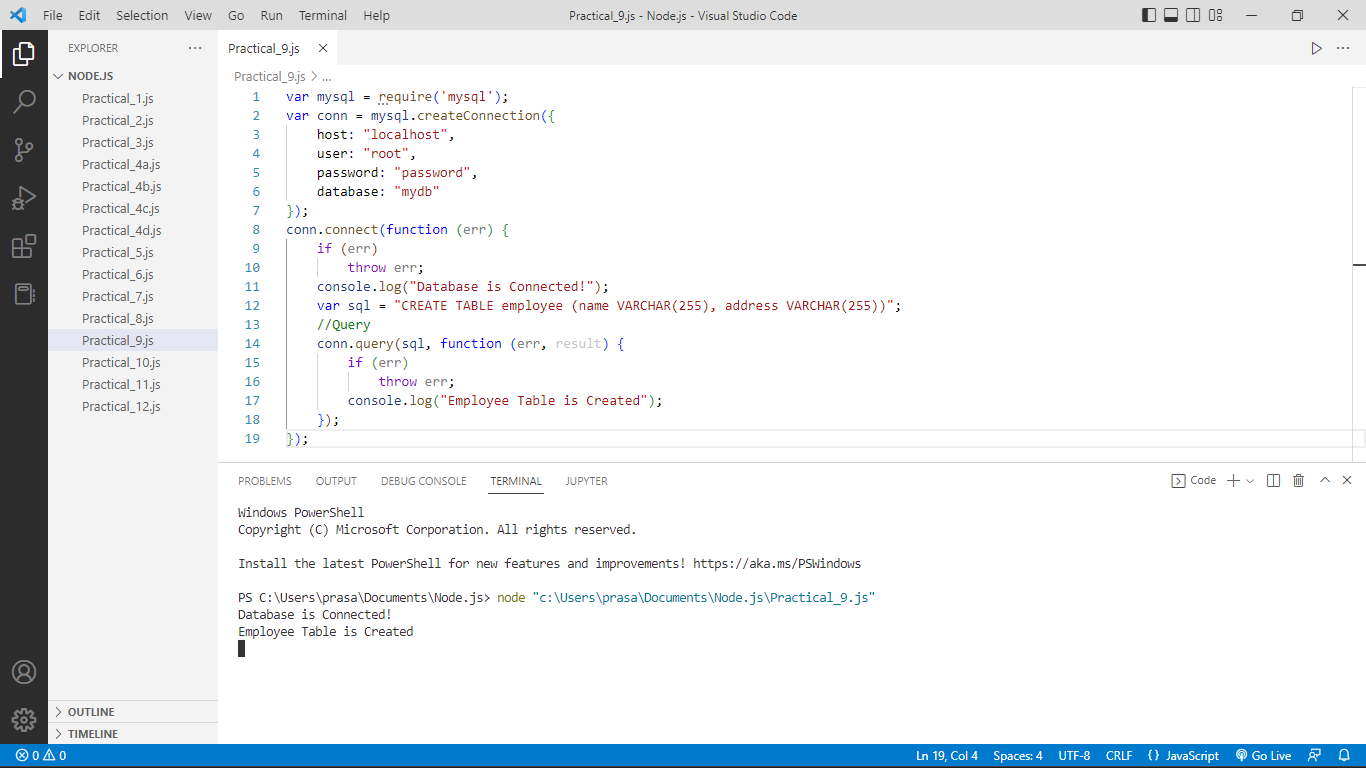 File Edit Selection View Go Run Terminal Help Practical_9.js - Node.js - Visual Studio Code
EXPLORER
NODE.JS
Practical_1.js
Practical_2.js
Practical_3.js
Practical_4a.js
Practical_4b.js
Practical_4c.js
Practical_4d.js
Practical_5.js
Practical_6.js
Practical_7.js
Practical_8.js
Practical_9.js
Practical_10.js
Practical_11.js
Practical_12.js
OUTLINE
TIMELINE
Practical_9.js
Practical_9.js > ...
1 var mysql = require('mysql');
2 var conn = mysql.createConnection({
3     host: "localhost",
4     user: "root",
5     password: "password",
6     database: "mydb"
7 });
8 conn.connect(function (err) {
9     if (err)
10         throw err;
11     console.log("Database is Connected!");
12     var sql = "CREATE TABLE employee (name VARCHAR(255), address VARCHAR(255))";
13     //Query
14     conn.query(sql, function (err, result) {
15         if (err)
16             throw err;
17         console.log("Employee Table is Created");
18     });
19 });
PROBLEMS OUTPUT DEBUG CONSOLE TERMINAL JUPYTER Code
Windows PowerShell
Copyright (C) Microsoft Corporation. All rights reserved.
Install the latest PowerShell for new features and improvements! https://aka.ms/PSWindows
PS C:\Users\prasa\Documents\Node.js> node "c:\Users\prasa\Documents\Node.js\Practical_9.js"
Database is Connected!
Employee Table is Created
0 0 Ln 19, Col 4 Spaces: 4 UTF-8 CRLF {} JavaScript Go Live